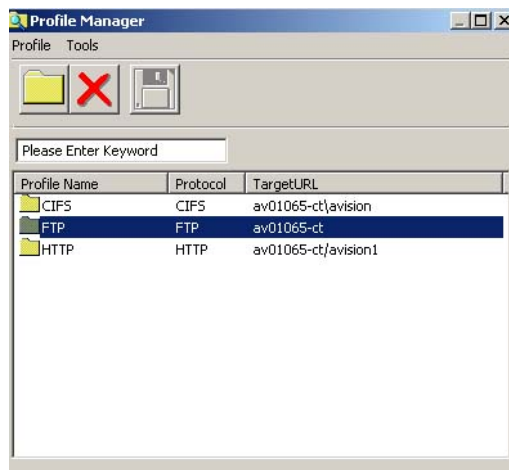 Profile Manager
Profile Tools
Please Enter Keyword
Profile Name Protocol TargetURL
CIFS CIFS av01065-ct\avision
FTP FTP av01065-ct
HTTP HTTP av01065-ct/avision1